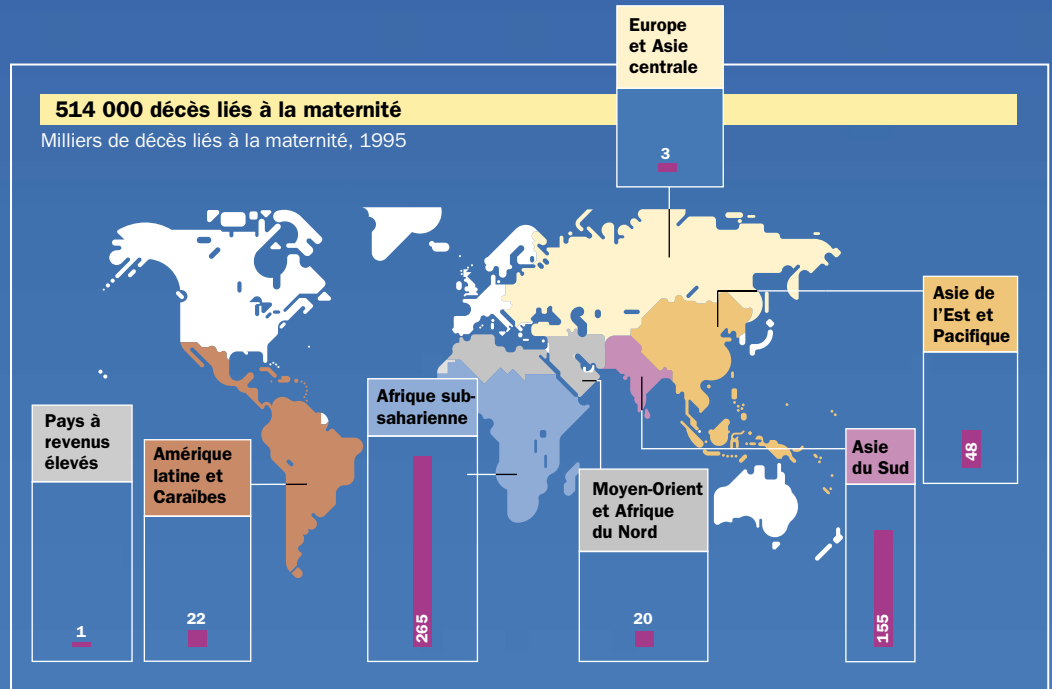 Europe
et Asie
centrale
3
514 000 décès liés à la maternité
Milliers de décès liés à la maternité, 1995
Pays à
revenus
élevés
1
Amérique
latine et
Caraïbes
22
Afrique sub-
saharienne
265
Moyen-Orient
et Afrique
du Nord
20
Asie
du Sud
155
Asie de
l'Est et
Pacifique
48